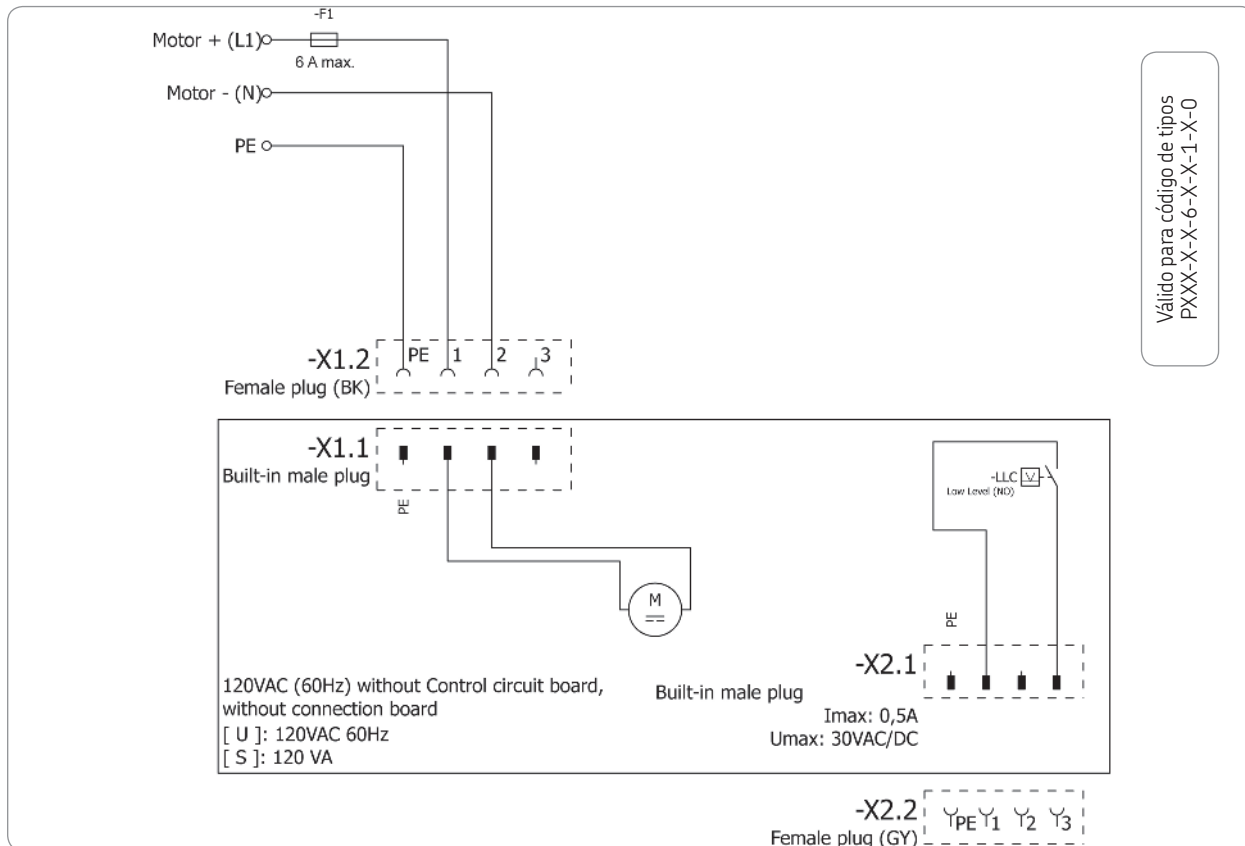 -F1
Motor + (L1)
6 A max.
Motor - (N)
PE
Válido para código de tipos
PXXX-X-X-6-X-X-1-X-0
-X1.2
PE 1 2 3
Female plug (BK)
-X1.1
Built-in male plug
PE
-LLC
Low Level (NO)
M
PE
-X2.1
Built-in male plug
Imax: 0,5A
Umax: 30VAC/DC
120VAC (60Hz) without Control circuit board,
without connection board
[ U ]: 120VAC 60Hz
[ S ]: 120 VA
-X2.2
PE 1 2 3
Female plug (GY)